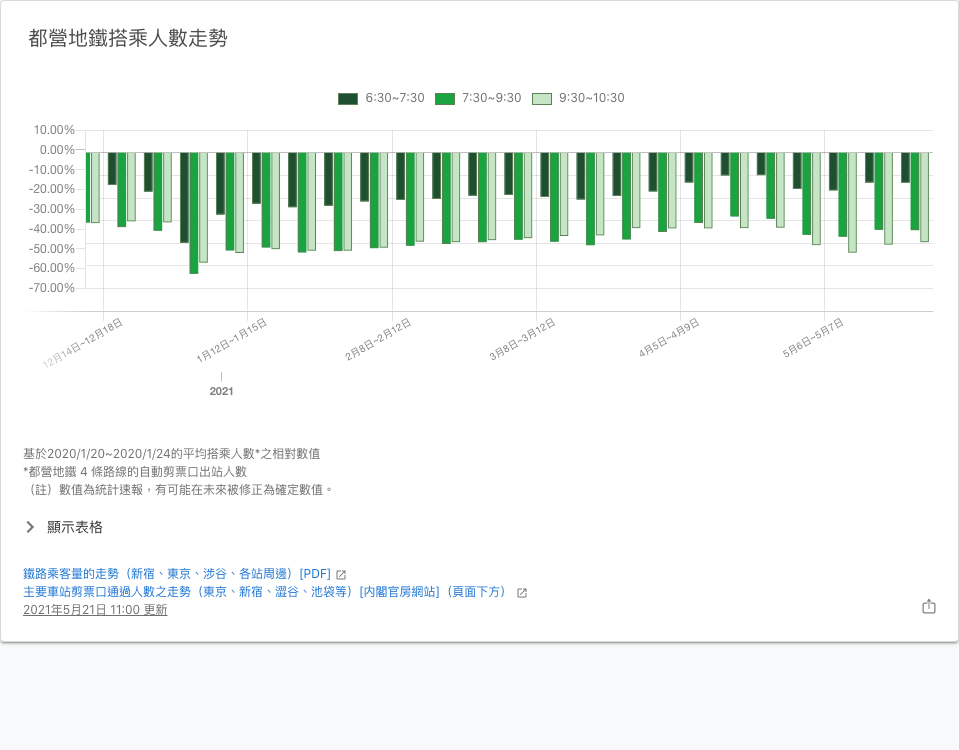 都營地鐵搭乘人數走勢
6:30~7:30 7:30~9:30 9:30~10:30
10.00%
0.00%
-10.00%
-20.00%
-30.00%
-40.00%
-50.00%
-60.00%
-70.00%
12月14日~12月18日 1月12日~1月15日 2月8日~2月12日 3月8日~3月12日 4月5日~4月9日 5月6日~5月7日
2021
基於2020/1/20~2020/1/24的平均搭乘人數*之相對數值
*都營地鐵 4 條路線的自動剪票口出站人數
（註）數值為統計速報，有可能在未來被修正為確定數值。
顯示表格
鐵路乘客量的走勢（新宿、東京、涉谷、各站周邊）[PDF]
主要車站剪票口通過人數之走勢（東京、新宿、澀谷、池袋等）[內閣官房網站]（頁面下方）
2021年5月21日 11:00 更新